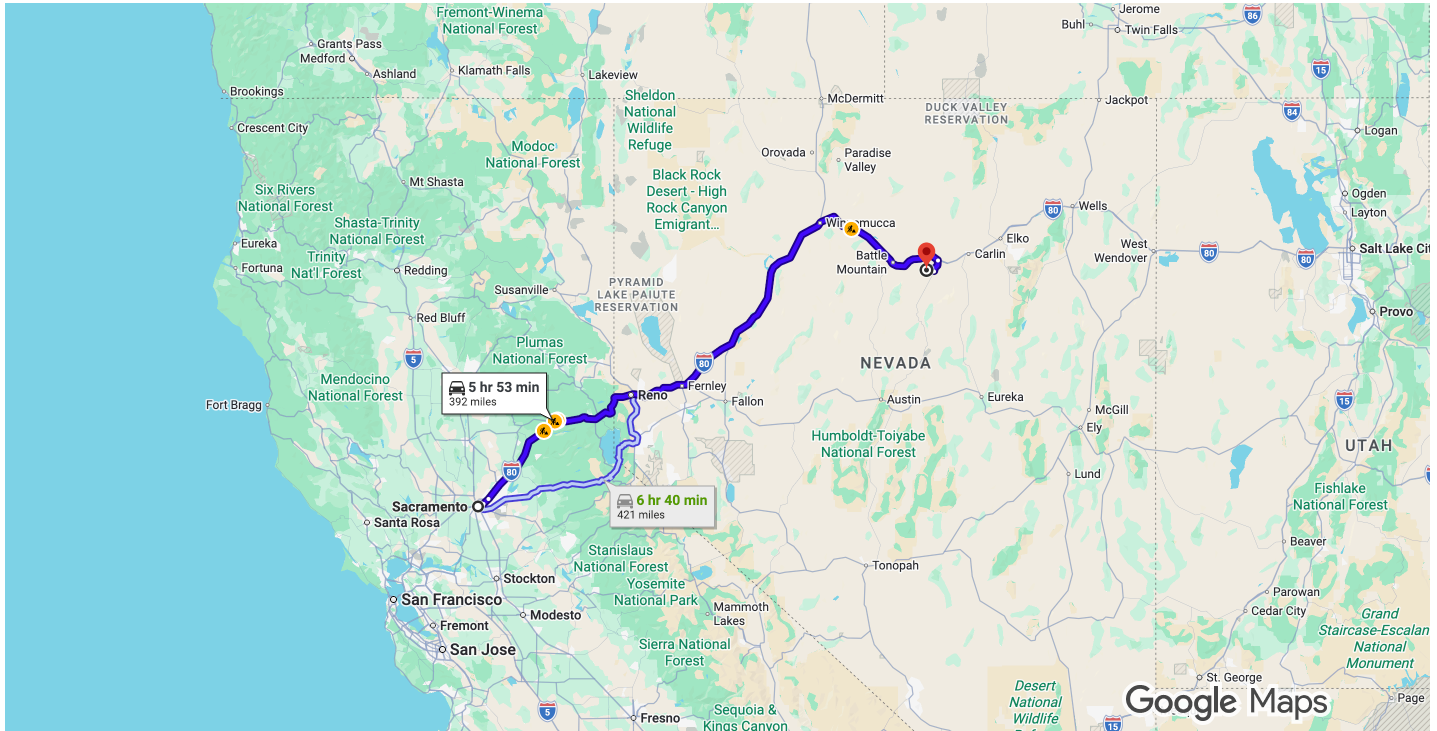 Fremont-Winema
National Forest
Jerome
Buhl
Twin Falls
86
Grants Pass
Medford
Ashland
Klamath Falls
Lakeview
15
Brookings
Sheldon
National
Wildlife
Refuge
McDermitt
DUCK VALLEY
RESERVATION
Jackpot
84
Crescent City
Logan
Modoc
National Forest
Orovada
Paradise
Valley
Mt Shasta
Black Rock
Desert - High
Rock Canyon
Emigrant...
Six Rivers
National Forest
Ogden
Layton
Shasta-Trinity
National Forest
Winnemucca
80
Wells
Eureka
Trinity
Nat'l Forest
Elko
West
Wendover
80
80
Salt Lake Cit
Fortuna
Redding
Battle
Mountain
Carlin
Susanville
PYRAMID
LAKE PAIUTE
RESERVATION
Red Bluff
Provo
Plumas
National Forest
5
80
NEVADA
Mendocino
National Forest
5 hr 53 min
392 miles
Reno
Fernley
Fallon
Austin
Eureka
15
Fort Bragg
McGill
Ely
Humboldt-Toiyabe
National Forest
UTAH
80
Lund
Sacramento
6 hr 40 min
421 miles
Fishlake
National Forest
Santa Rosa
Beaver
Stanislaus
National Forest
Tonopah
Stockton
Yosemite
National Park
Parowan
San Francisco
Modesto
Mammoth
Lakes
Cedar City
Grand
Staircase-Escalan
National
Monument
Fremont
San Jose
Sierra National
Forest
St. George
Desert
National
Wildlife
Google Maps
Page
5
Fresno
Sequoia &
Kings Canyon
15